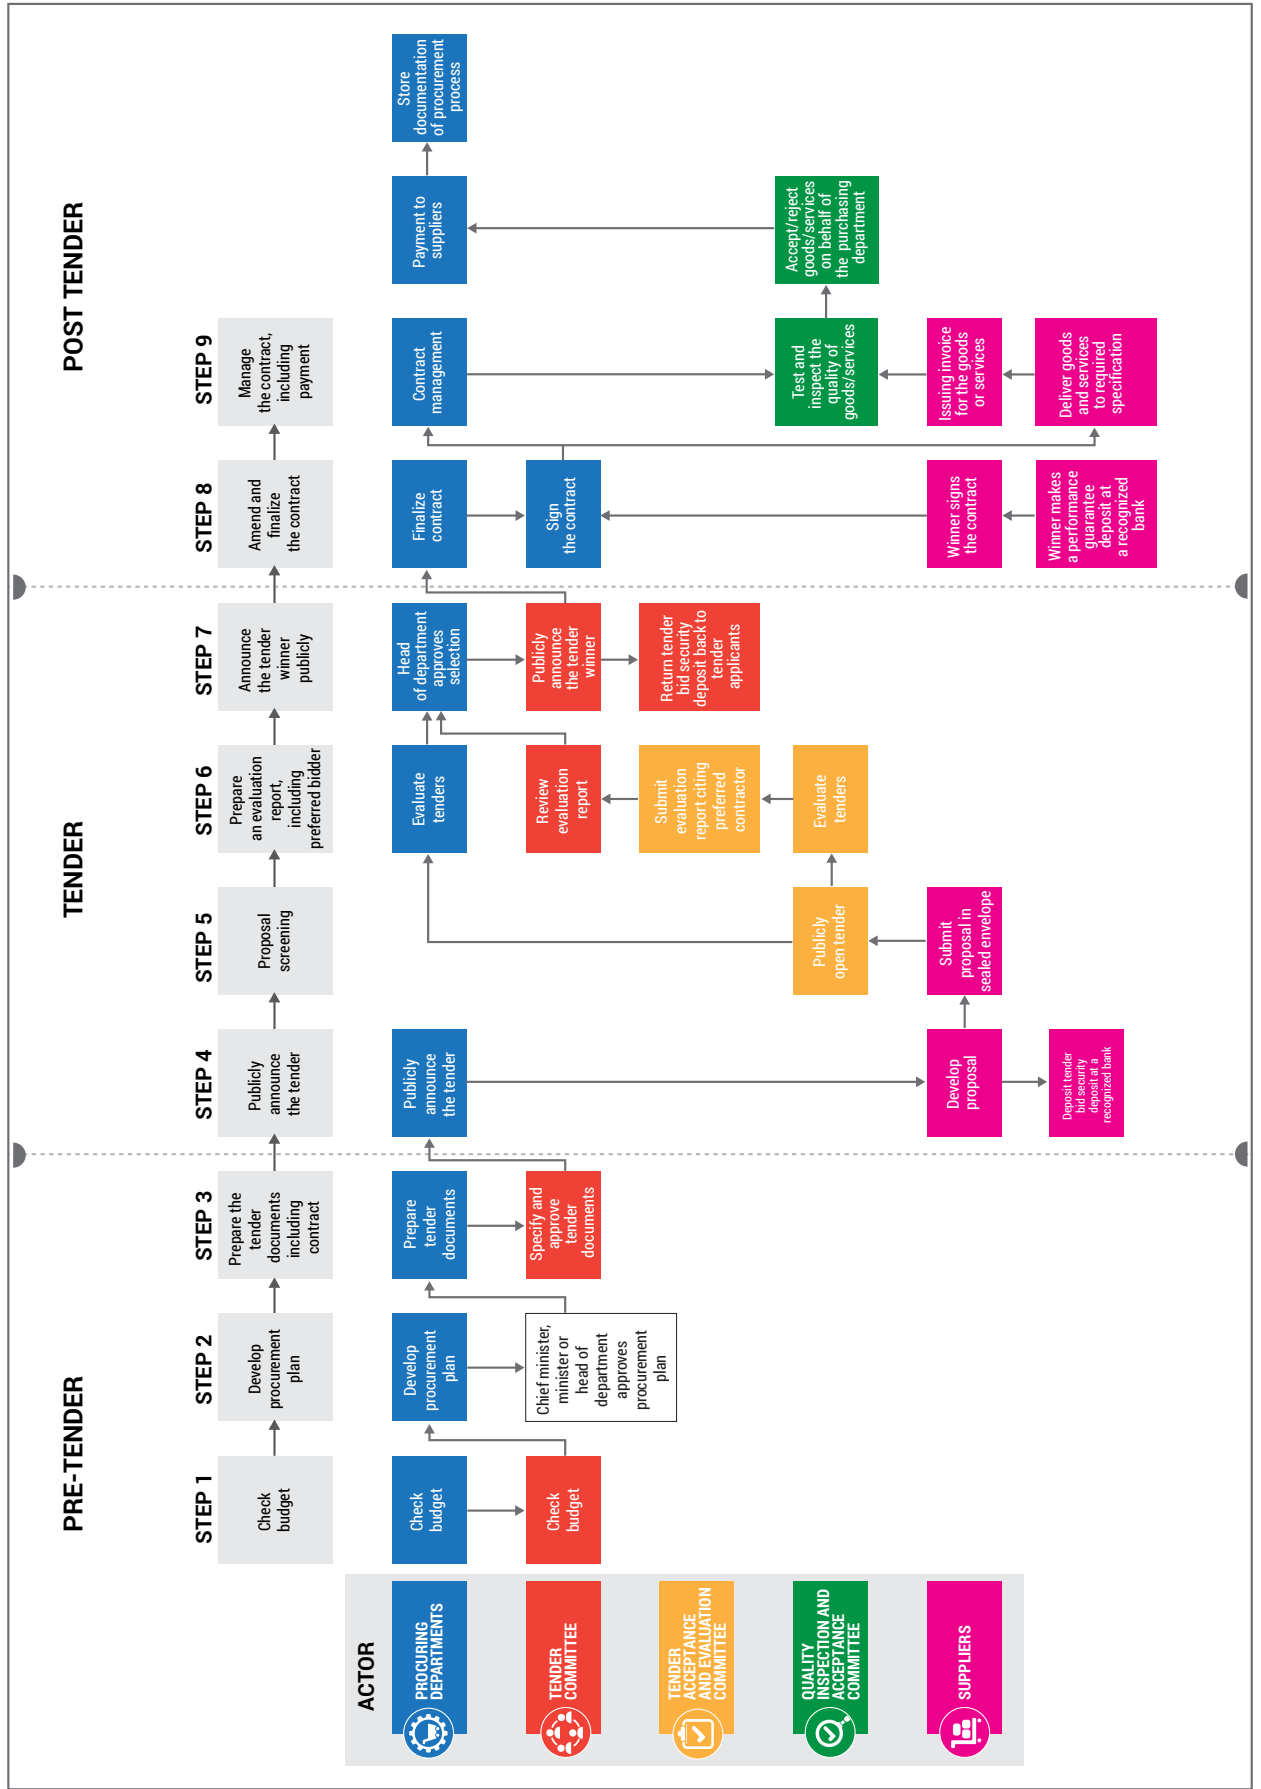 PRE-TENDER
TENDER
POST TENDER
STEP 1
STEP 2
STEP 3
STEP 4
STEP 5
STEP 6
STEP 7
STEP 8
STEP 9
Check
budget
Develop
procurement
plan
Prepare the
tender
documents
including
contract
Publicly
announce
the tender
Proposal
screening
Prepare
an evaluation
report,
including
preferred bidder
Announce
the tender
winner
publicly
Amend and
finalize
the contract
Manage
the contract,
including
payment
ACTOR
PROCURING
DEPARTMENTS
Check
budget
Develop
procurement
plan
Prepare
tender
documents
Publicly
announce
the tender
Evaluate
tenders
Head
of department
approves
selection
Finalize
contract
Contract
management
Payment to
suppliers
Store
documentation
of procurement
process
TENDER
COMMITTEE
Check
budget
Chief minister,
minister or
head of
department
approves
procurement
plan
Specify and
approve
tender
documents
Review
evaluation
report
Publicly
announce
the tender
winner
Sign
the contract
TENDER
ACCEPTANCE
AND EVALUATION
COMMITTEE
Submit
evaluation
report citing
preferred
contractor
Return tender
bid security
deposit back to
tender
applicants
QUALITY
INSPECTION AND
ACCEPTANCE
COMMITTEE
Publicly
open tender
Evaluate
tenders
Test and
inspect the
quality of
goods/services
Accept/reject
goods/services
on behalf of
the purchasing
department
SUPPLIERS
Develop
proposal
Submit
proposal in
sealed envelope
Winner signs
the contract
Issuing invoice
for the goods
or services
Deposit tender
bid security
deposit at a
recognized bank
Winner makes
a performance
guarantee
deposit at
a recognized
bank
Deliver goods
and services
to required
specification